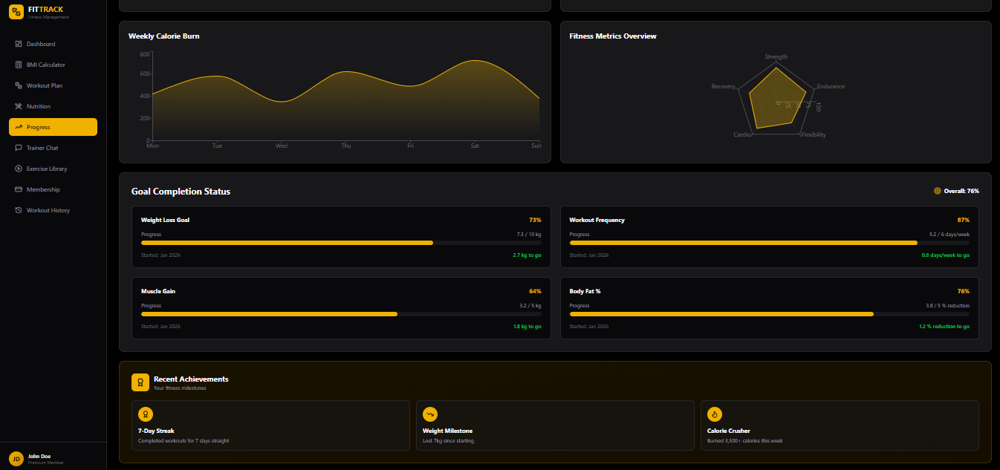 FITTRACK
Fitness Management
Dashboard
BMI Calculator
Workout Plan
Nutrition
Progress
Trainer Chat
Exercise Library
Membership
Workout History
John Doe
JD
Premium Member
Weekly Calorie Burn
800
600
400
200
0
Mon Tue Wed Thu Fri Sat Sun
Fitness Metrics Overview
Strength
Recovery
Endurance
0 25 50 75 100
Cardio
Flexibility
Goal Completion Status
Overall: 76%
Weight Loss Goal 73%
Progress 7.3 / 10 kg
Started: Jan 2026 2.7 kg to go
Workout Frequency 87%
Progress 5.2 / 6 days/week
Started: Jan 2026 0.8 days/week to go
Muscle Gain 64%
Progress 3.2 / 5 kg
Started: Jan 2026 1.8 kg to go
Body Fat % 76%
Progress 3.8 / 5 % reduction
Started: Jan 2026 1.2 % reduction to go
Recent Achievements
Your fitness milestones
7-Day Streak
Completed workouts for 7 days straight
Weight Milestone
Lost 7kg since starting
Calorie Crusher
Burned 3,500+ calories this week